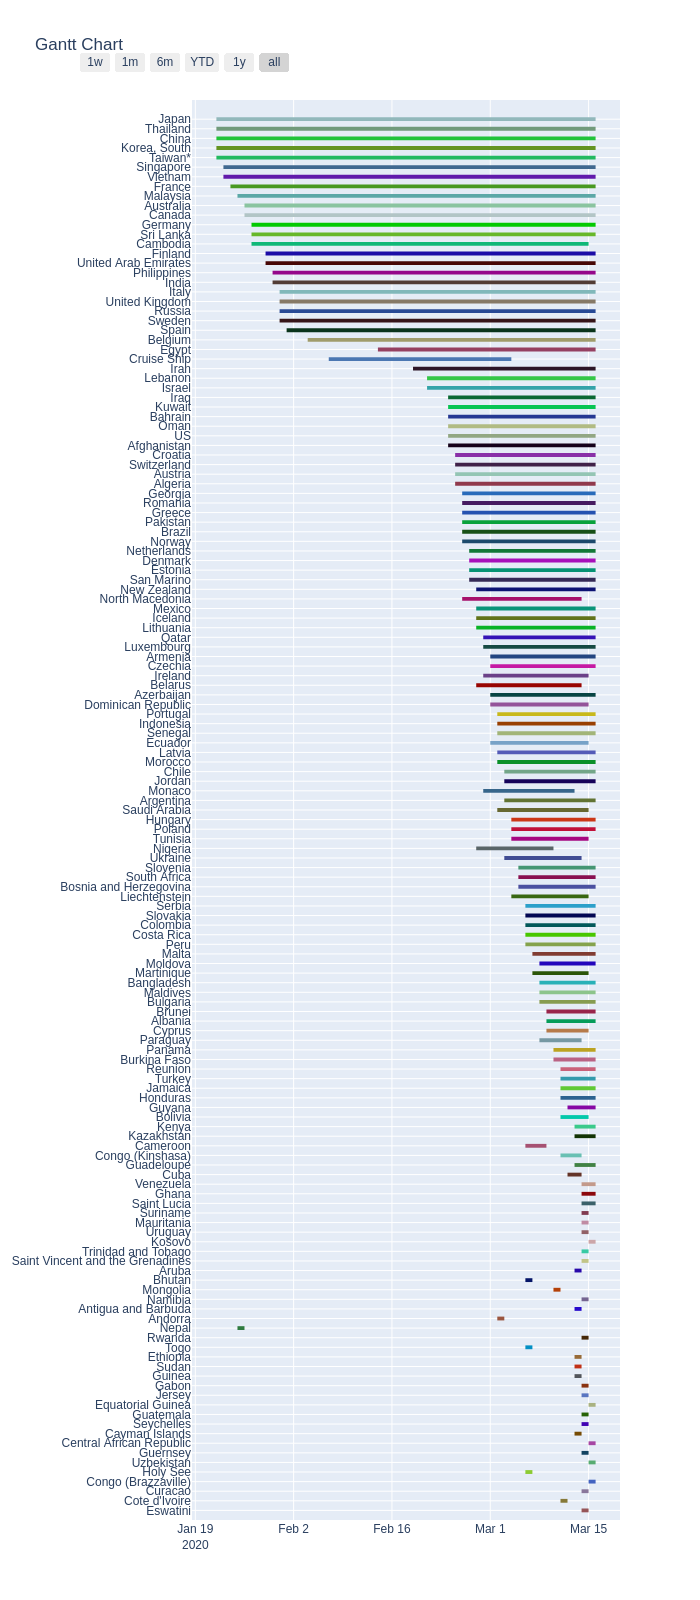 Gantt Chart
1w 1m 6m YTD 1y all
Japan
Thailand
China
Korea, South
Taiwan*
Singapore
Vietnam
France
Malaysia
Australia
Canada
Germany
Sri Lanka
Cambodia
Finland
United Arab Emirates
Philippines
India
Italy
United Kingdom
Russia
Sweden
Spain
Belgium
Egypt
Cruise Ship
Iran
Lebanon
Israel
Iraq
Kuwait
Bahrain
Oman
US
Afghanistan
Croatia
Switzerland
Austria
Algeria
Georgia
Romania
Greece
Pakistan
Brazil
Norway
Netherlands
Denmark
Estonia
San Marino
New Zealand
North Macedonia
Mexico
Iceland
Lithuania
Qatar
Luxembourg
Armenia
Czechia
Ireland
Belarus
Azerbaijan
Dominican Republic
Portugal
Indonesia
Senegal
Ecuador
Latvia
Morocco
Chile
Jordan
Monaco
Argentina
Saudi Arabia
Hungary
Poland
Tunisia
Nigeria
Ukraine
Slovenia
South Africa
Bosnia and Herzegovina
Liechtenstein
Serbia
Slovakia
Colombia
Costa Rica
Peru
Malta
Moldova
Martinique
Bangladesh
Maldives
Bulgaria
Brunei
Albania
Cyprus
Paraguay
Panama
Burkina Faso
Reunion
Turkey
Jamaica
Honduras
Guyana
Bolivia
Kenya
Kazakhstan
Cameroon
Congo (Kinshasa)
Guadeloupe
Cuba
Venezuela
Ghana
Saint Lucia
Suriname
Mauritania
Uruguay
Kosovo
Trinidad and Tobago
Saint Vincent and the Grenadines
Aruba
Bhutan
Mongolia
Namibia
Antigua and Barbuda
Andorra
Nepal
Rwanda
Togo
Ethiopia
Sudan
Guinea
Gabon
Jersey
Equatorial Guinea
Guatemala
Seychelles
Cayman Islands
Central African Republic
Guernsey
Uzbekistan
Holy See
Congo (Brazzaville)
Curacao
Cote d'Ivoire
Eswatini
Jan 19 Feb 2 Feb 16 Mar 1 Mar 15
2020